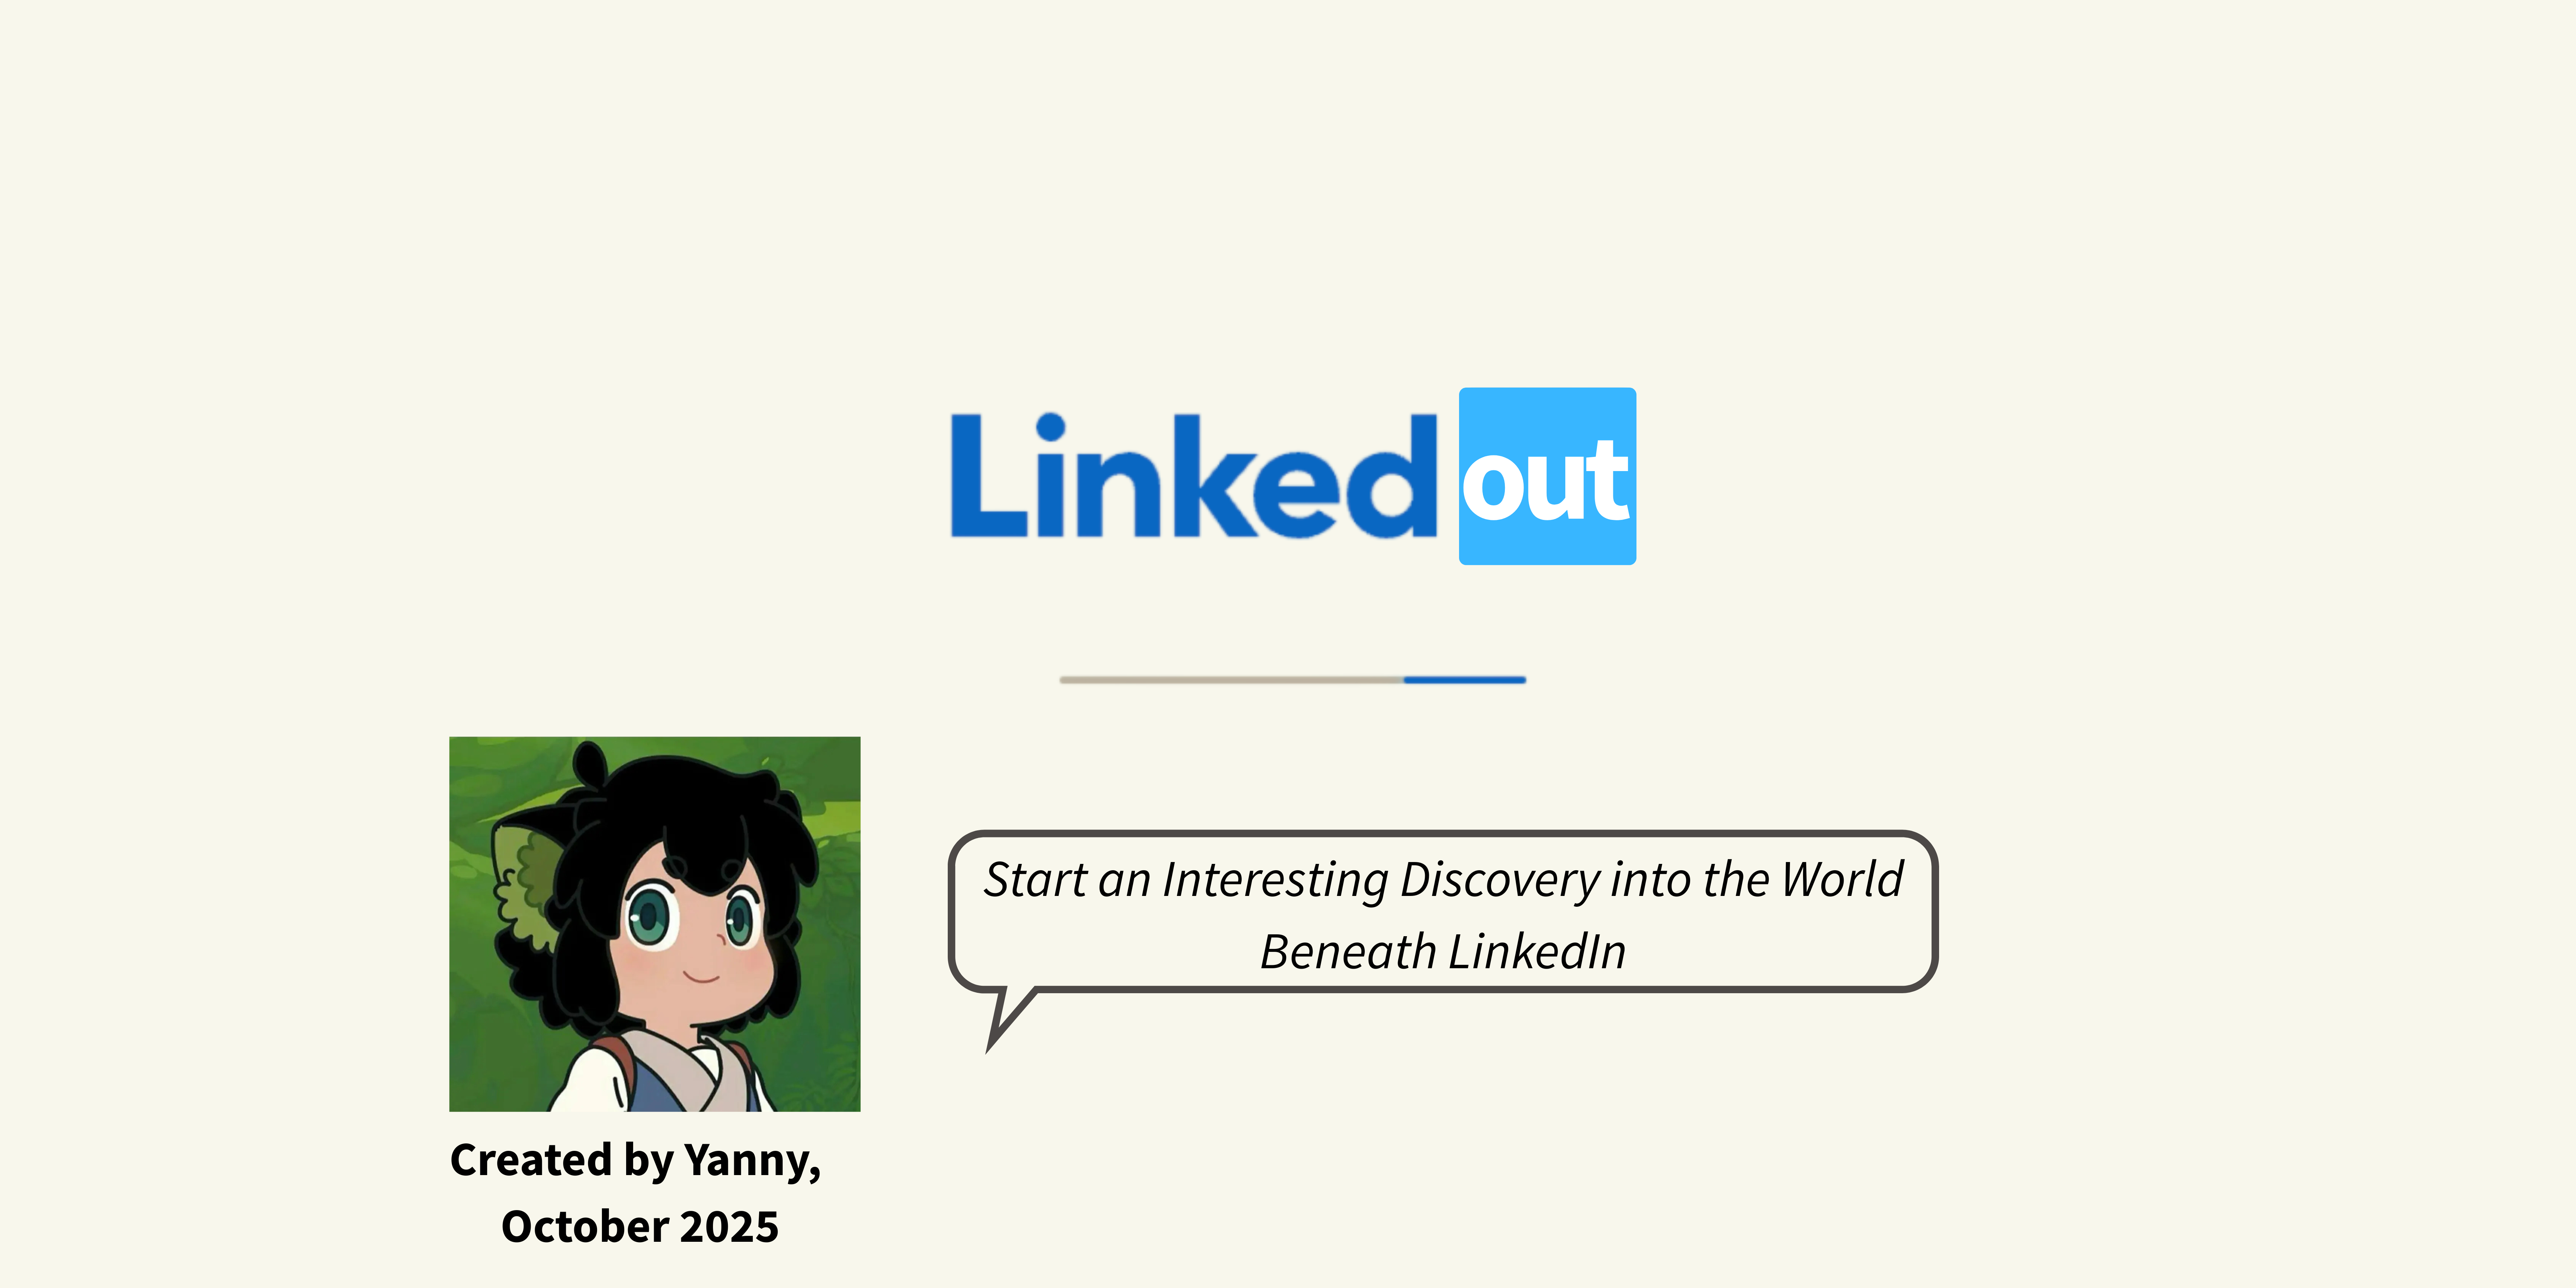 Linked out
Start an Interesting Discovery into the World
Beneath LinkedIn
Created by Yanny,
October 2025